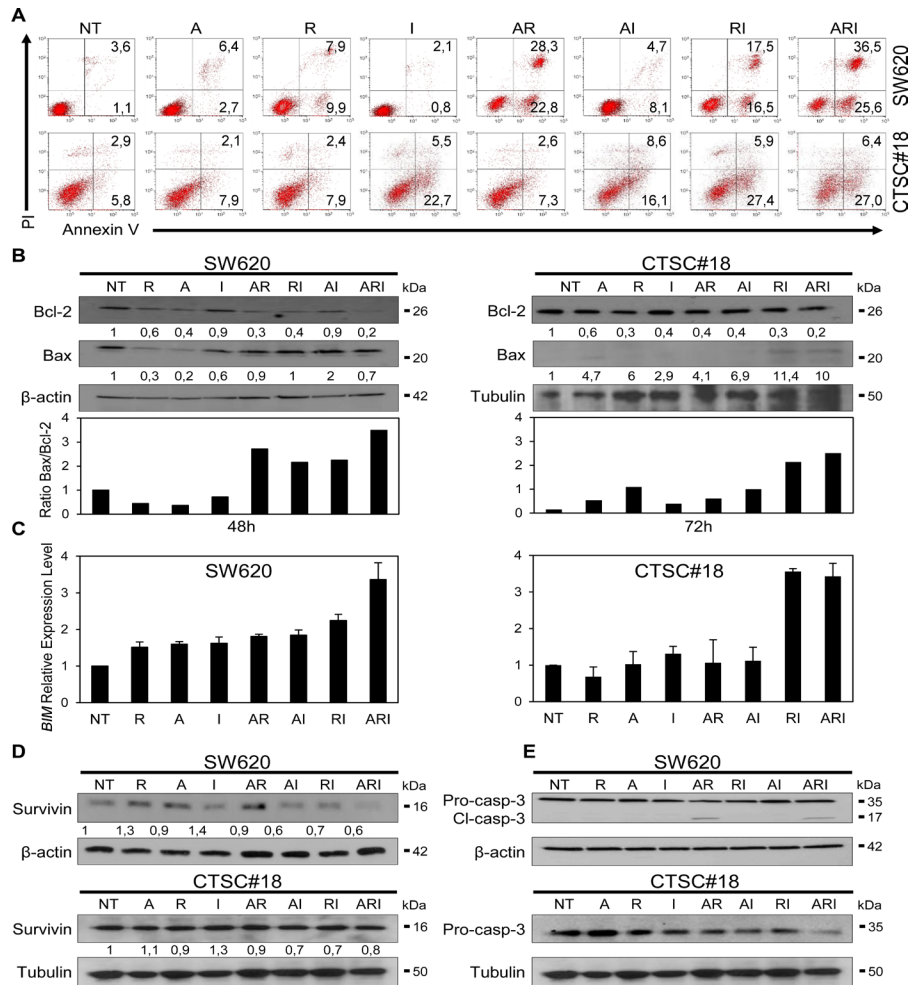 A
NT A R I AR AI RI ARI
3,6 6,4 7,9 2,1 28,3 4,7 17,5 36,5
SW620
1,1 2,7 9,9 0,8 22,8 8,1 16,5 25,6
2,9 2,1 2,4 5,5 2,6 8,6 5,9 6,4
CTSC#18
5,8 7,9 7,9 22,7 7,3 16,1 27,4 27,0
PI
Annexin V
B
SW620
NT R A I AR RI AI ARI kDa
Bcl-2 26
1 0,6 0,4 0,9 0,3 0,4 0,9 0,2
Bax 20
1 0,3 0,2 0,6 0,9 1 2 0,7
β-actin 42
Ratio Bax/Bcl-2
4
3
2
1
0
48h
CTSC#18
NT A R I AR AI RI ARI kDa
Bcl-2 26
1 0,6 0,3 0,4 0,4 0,4 0,3 0,2
Bax 20
1 4,7 6 2,9 4,1 6,9 11,4 10
Tubulin 50
4
3
2
1
0
72h
C
SW620
BIM Relative Expression Level
4
3
2
1
0
NT R A I AR AI RI ARI
CTSC#18
4
3
2
1
0
NT R A I AR AI RI ARI
D
SW620
NT R A I AR AI RI ARI kDa
Survivin 16
1 1,3 0,9 1,4 0,9 0,6 0,7 0,6
β-actin 42
CTSC#18
NT A R I AR AI RI ARI kDa
Survivin 16
1 1,1 0,9 1,3 0,9 0,7 0,7 0,8
Tubulin 50
E
SW620
NT R A I AR RI AI ARI kDa
Pro-casp-3 35
Cl-casp-3 17
β-actin 42
CTSC#18
NT A R I AR AI RI ARI kDa
Pro-casp-3 35
Tubulin 50